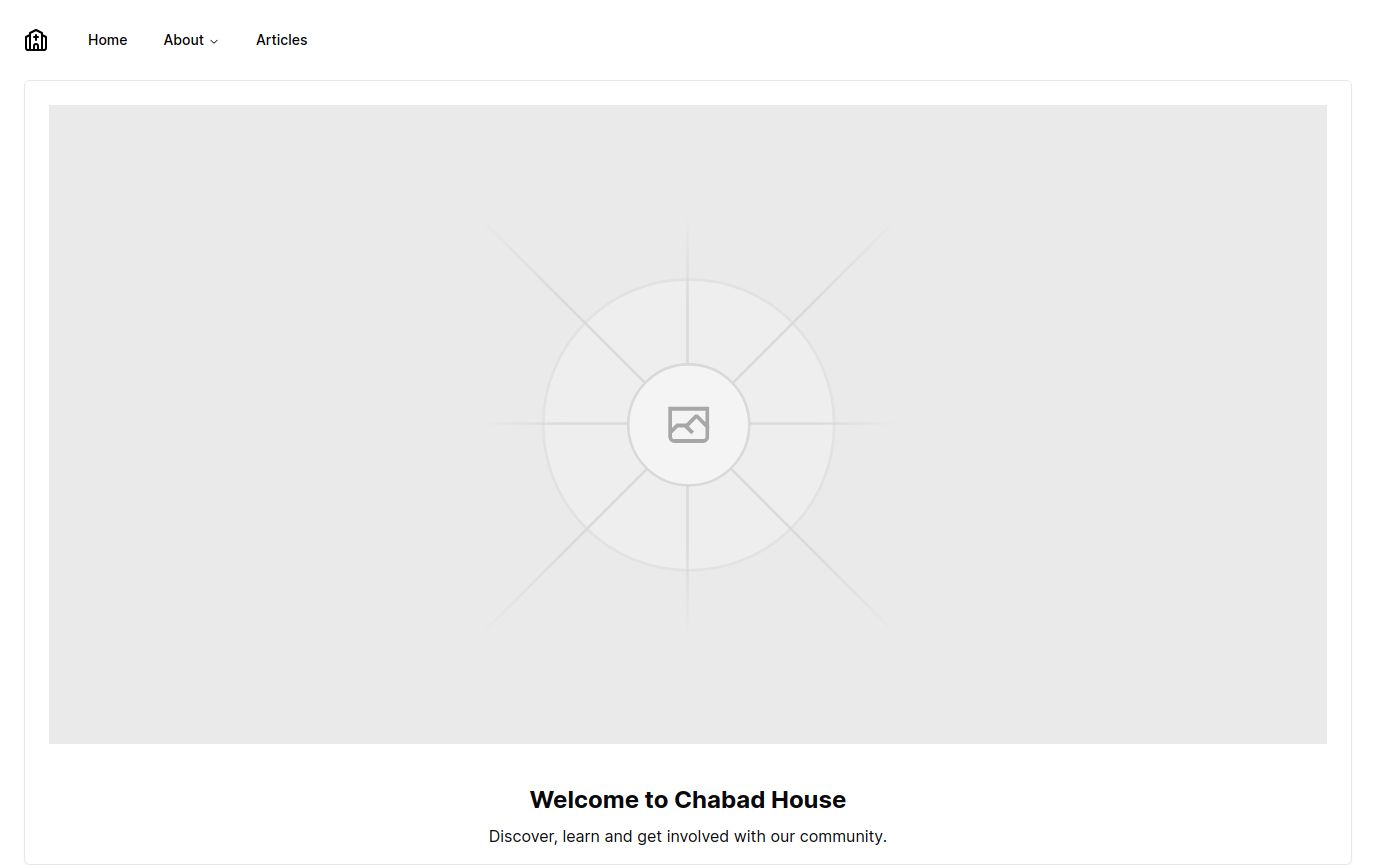 Home
About
Articles
Welcome to Chabad House
Discover, learn and get involved with our community.